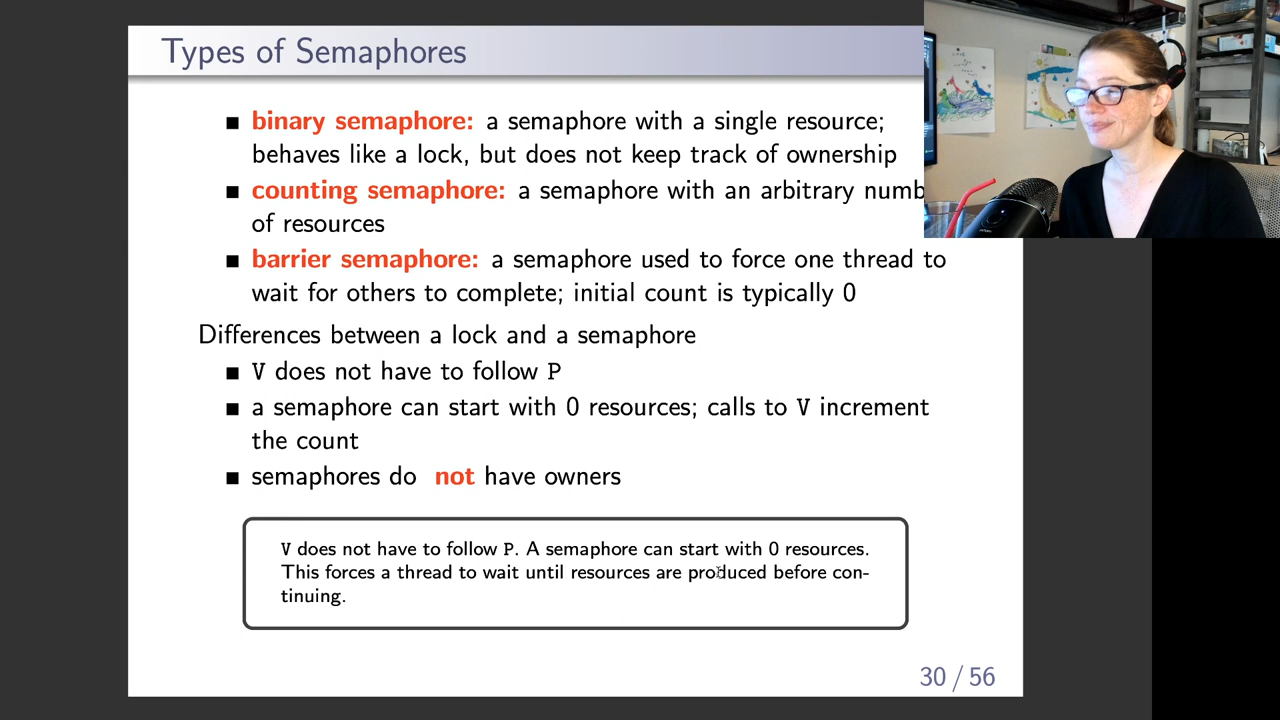 Types of Semaphores
■ binary semaphore: a semaphore with a single resource;
behaves like a lock, but does not keep track of ownership
■ counting semaphore: a semaphore with an arbitrary numb
of resources
■ barrier semaphore: a semaphore used to force one thread to
wait for others to complete; initial count is typically 0
Differences between a lock and a semaphore
■ V does not have to follow P
■ a semaphore can start with 0 resources; calls to V increment
the count
■ semaphores do not have owners
V does not have to follow P. A semaphore can start with 0 resources.
This forces a thread to wait until resources are produced before con-
tinuing.
30 / 56